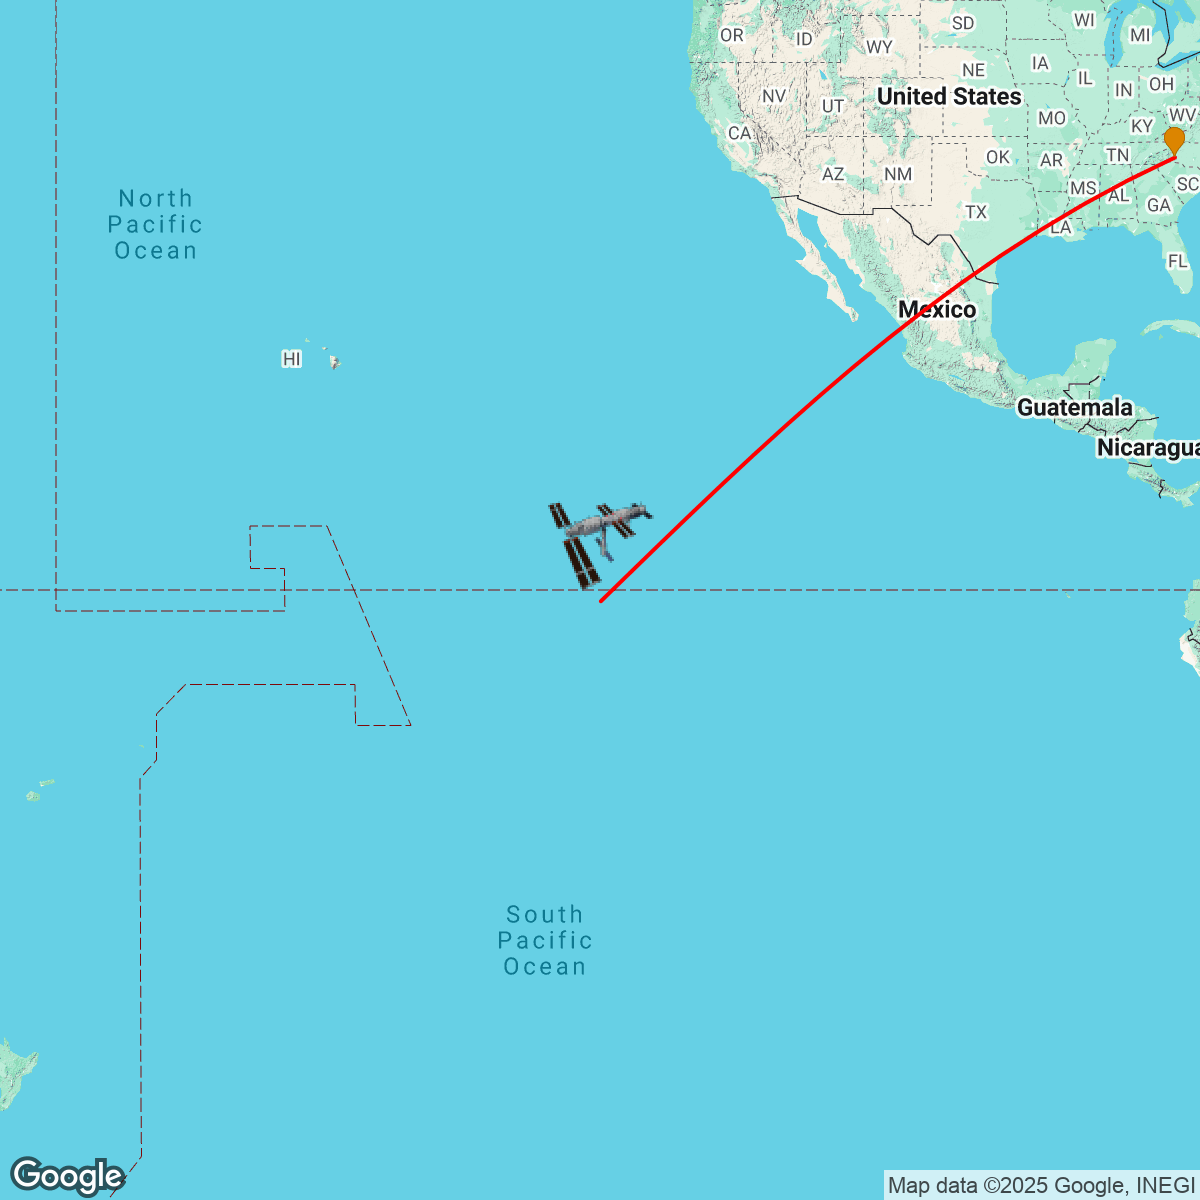 WI
SD
OR
ID
MI
WY
IA
NE
IL
OH
IN
NV
United States
UT
WV
MO
KY
CA
OK
AR
TN
AZ
NM
MS
SC
AL
North
Pacific
Ocean
TX
GA
LA
FL
Mexico
HI
Guatemala
Nicaragua
South
Pacific
Ocean
Google
Map data ©2025 Google, INEGI